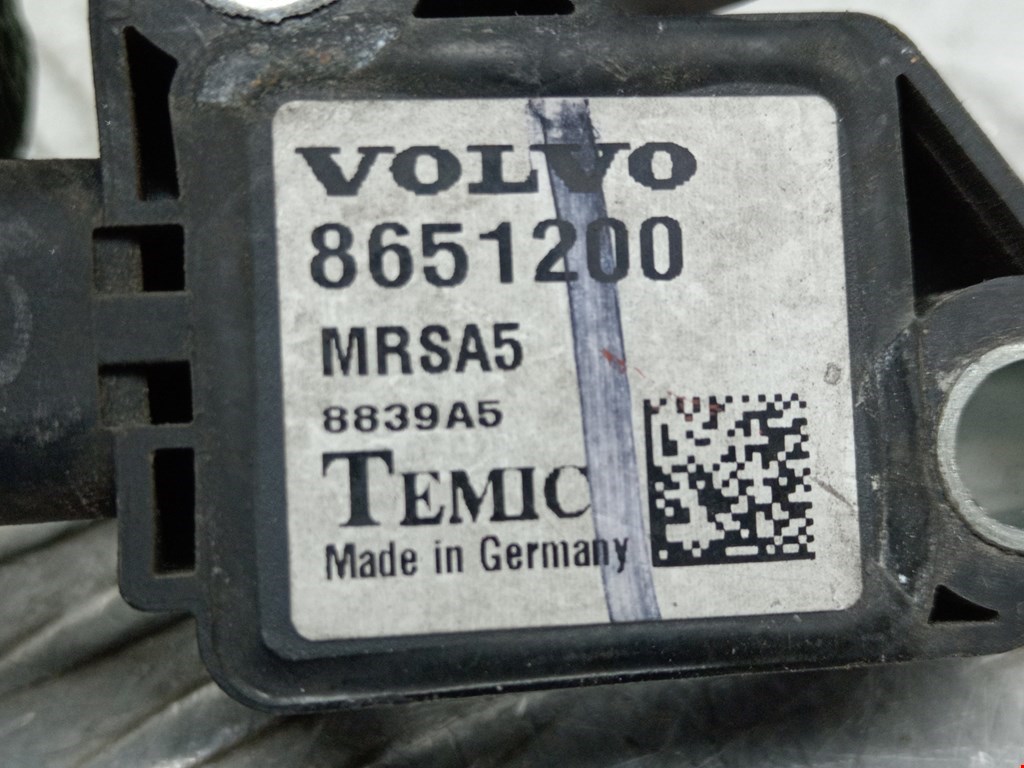 VOLVO
8651200
MRSA5
8839A5
TEMIC
Made in Germany